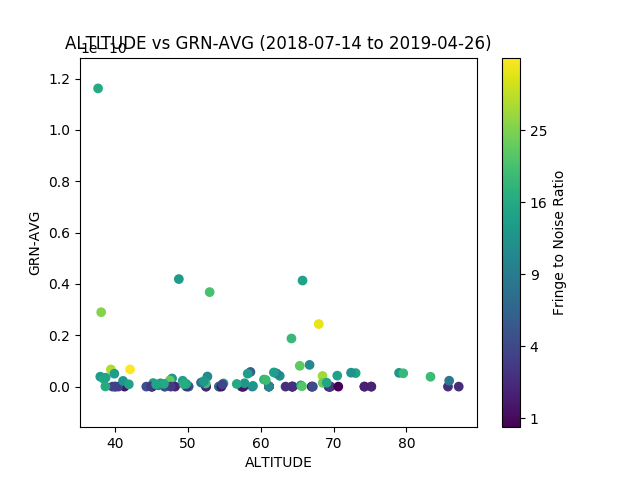 ALTITUDE vs GRN-AVG (2018-07-14 to 2019-04-26)
1e−10
1.2
1.0
0.8
0.6
0.4
0.2
0.0
GRN-AVG
40 50 60 70 80
ALTITUDE
25
16
9
4
1
Fringe to Noise Ratio